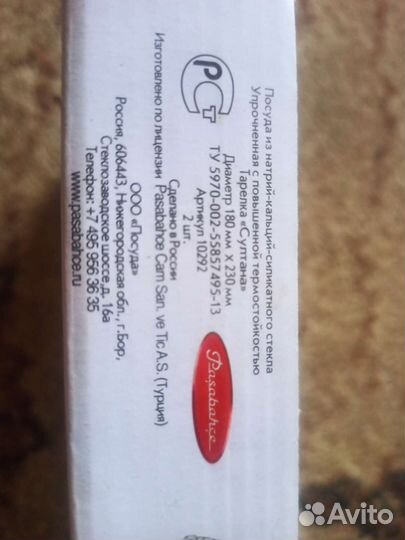 Посуда из натрий-кальций-силикатного стекла
Упрочненная с повышенной термостойкостью
Тарелка «Султана»
Диаметр 180 мм x 230 мм
ТУ 5970-002-55857495-13
Артикул 10292
2 шт.
Сделано в России
Изготовлено по лицензии Pasabahce Cam San. ve Tic A.S. (Турция)
ООО «Посуда»
Россия, 606443, Нижегородская обл., г.Бор,
Стеклозаводское шоссе,д. 16а
Телефон: +7 495 956 36 35
www.pasabahce.ru
РСТ
Paşabahçe
Avito